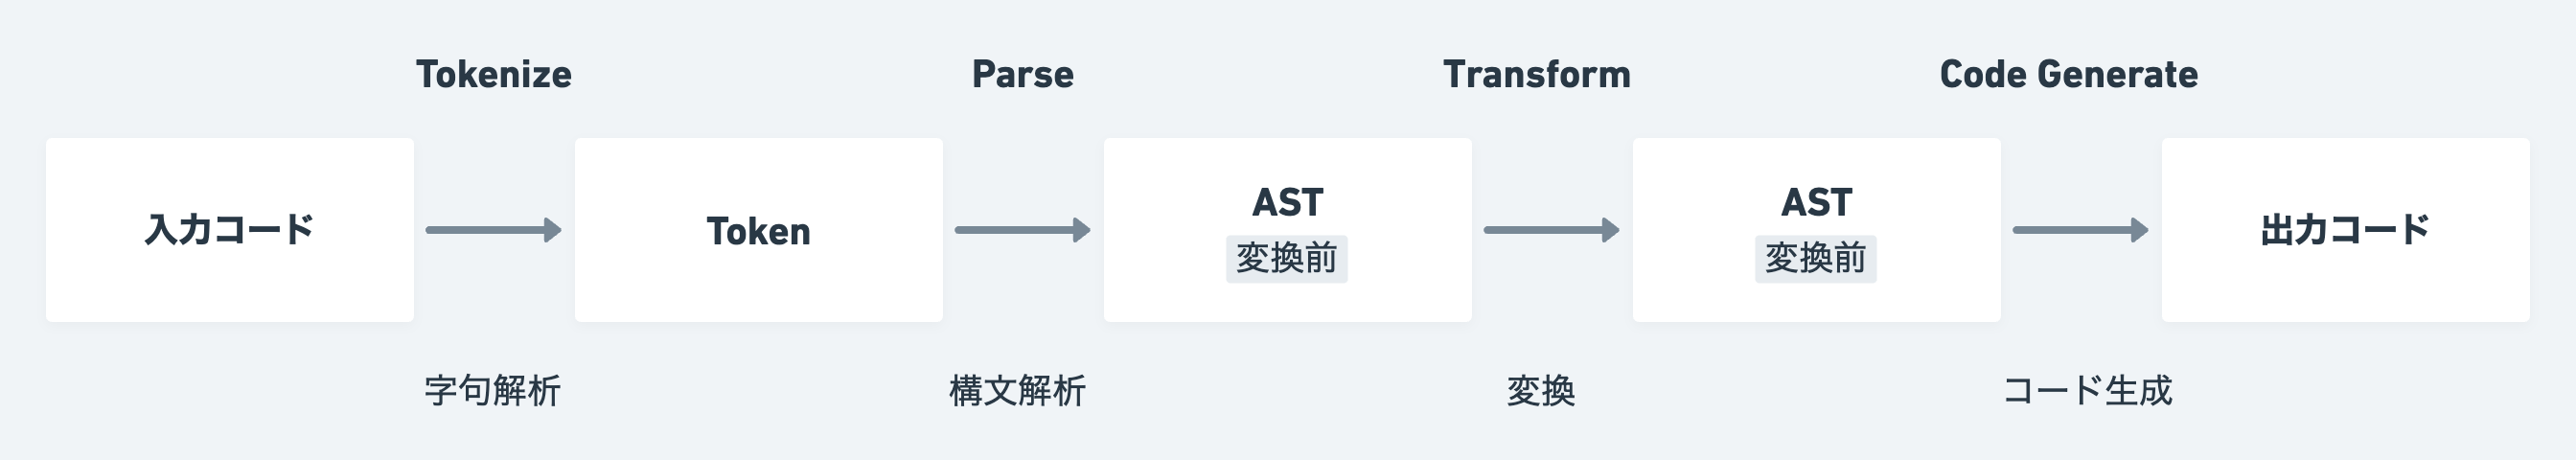 Tokenize
Parse
Transform
Code Generate
入力コード
Token
AST
変換前
AST
変換前
出力コード
字句解析
構文解析
変換
コード生成